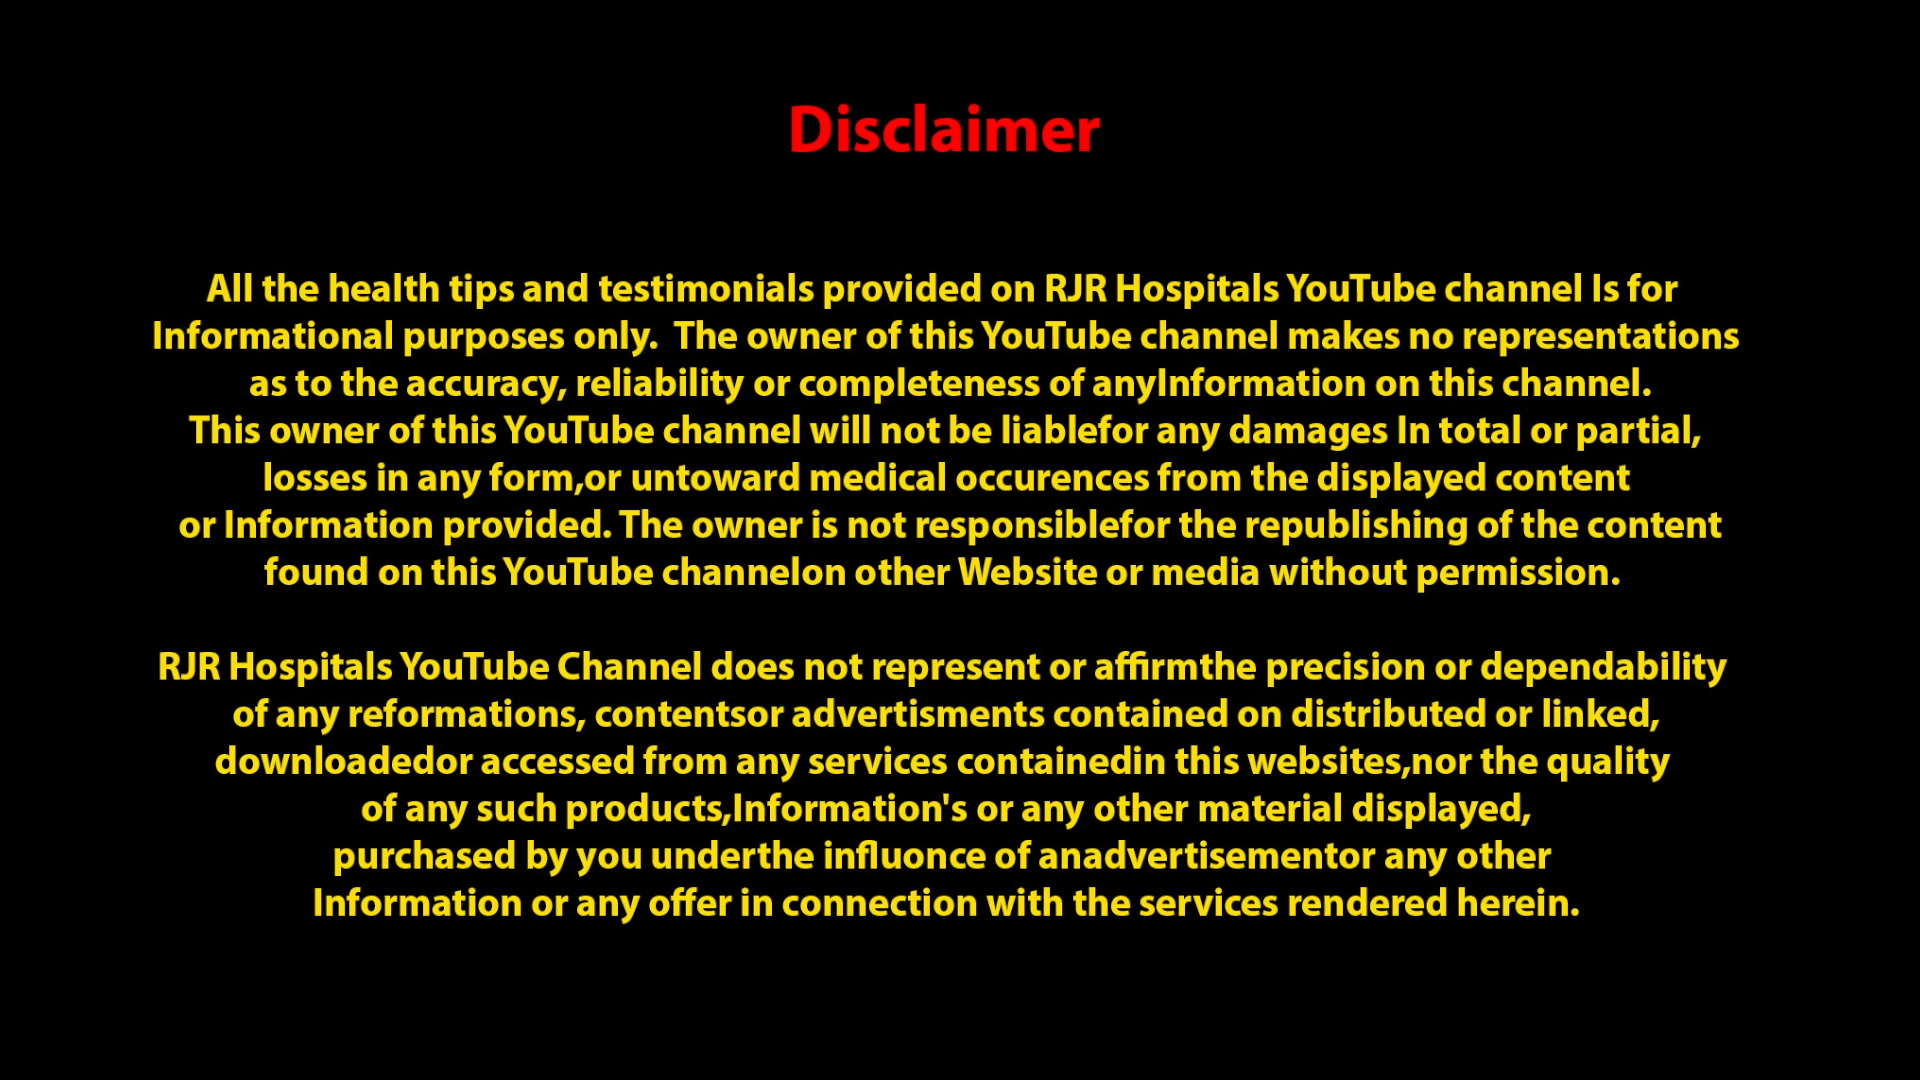 Disclaimer
All the health tips and testimonials provided on RJR Hospitals YouTube channel Is for
Informational purposes only.  The owner of this YouTube channel makes no representations
as to the accuracy, reliability or completeness of anyInformation on this channel.
This owner of this YouTube channel will not be liablefor any damages In total or partial,
losses in any form,or untoward medical occurences from the displayed content
or Information provided. The owner is not responsiblefor the republishing of the content
found on this YouTube channelon other Website or media without permission.
RJR Hospitals YouTube Channel does not represent or affirmthe precision or dependability
of any reformations, contentsor advertisments contained on distributed or linked,
downloadedor accessed from any services containedin this websites,nor the quality
of any such products,Information's or any other material displayed,
purchased by you underthe influonce of anadvertisementor any other
Information or any offer in connection with the services rendered herein.